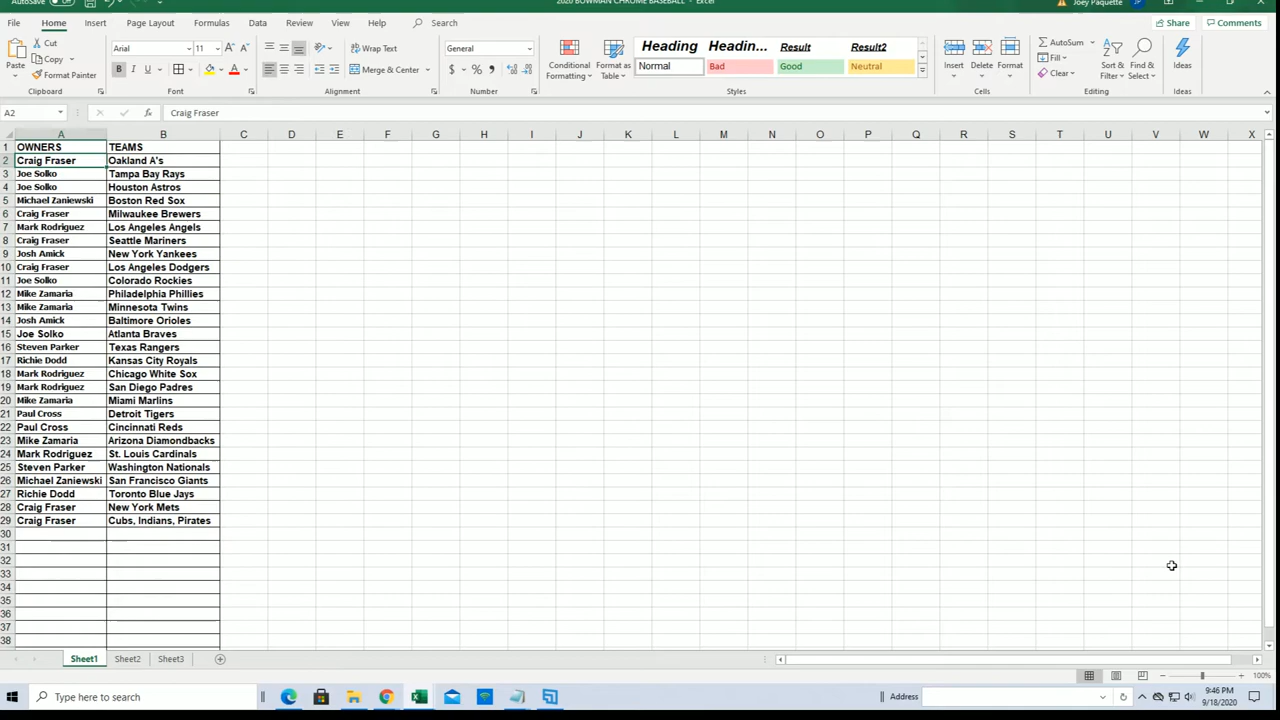 AutoSave Off
2020 BOWMAN CHROME BASEBALL - Excel
Joey Paquette JP
File Home Insert Page Layout Formulas Data Review View Help Search Share Comments
Cut
Copy
Format Painter
Paste
Clipboard
Arial 11
B I U
Font
Wrap Text
Merge & Center
Alignment
General
Number
Conditional Formatting
Format as Table
Heading Headin... Result Result2
Normal Bad Good Neutral
Styles
Insert Delete Format
Cells
AutoSum
Fill
Clear
Sort & Filter
Find & Select
Editing
Ideas
Ideas
A2 Craig Fraser
A B C D E F G H I J K L M N O P Q R S T U V W X
1 OWNERS TEAMS
2 Craig Fraser Oakland A's
3 Joe Solko Tampa Bay Rays
4 Joe Solko Houston Astros
5 Michael Zaniewski Boston Red Sox
6 Craig Fraser Milwaukee Brewers
7 Mark Rodriguez Los Angeles Angels
8 Craig Fraser Seattle Mariners
9 Josh Amick New York Yankees
10 Craig Fraser Los Angeles Dodgers
11 Joe Solko Colorado Rockies
12 Mike Zamaria Philadelphia Phillies
13 Mike Zamaria Minnesota Twins
14 Josh Amick Baltimore Orioles
15 Joe Solko Atlanta Braves
16 Steven Parker Texas Rangers
17 Richie Dodd Kansas City Royals
18 Mark Rodriguez Chicago White Sox
19 Mark Rodriguez San Diego Padres
20 Mike Zamaria Miami Marlins
21 Paul Cross Detroit Tigers
22 Paul Cross Cincinnati Reds
23 Mike Zamaria Arizona Diamondbacks
24 Mark Rodriguez St. Louis Cardinals
25 Steven Parker Washington Nationals
26 Michael Zaniewski San Francisco Giants
27 Richie Dodd Toronto Blue Jays
28 Craig Fraser New York Mets
29 Craig Fraser Cubs, Indians, Pirates
30
31
32
33
34
35
36
37
38
Sheet1 Sheet2 Sheet3
100%
Type here to search
Address
9:46 PM
9/18/2020